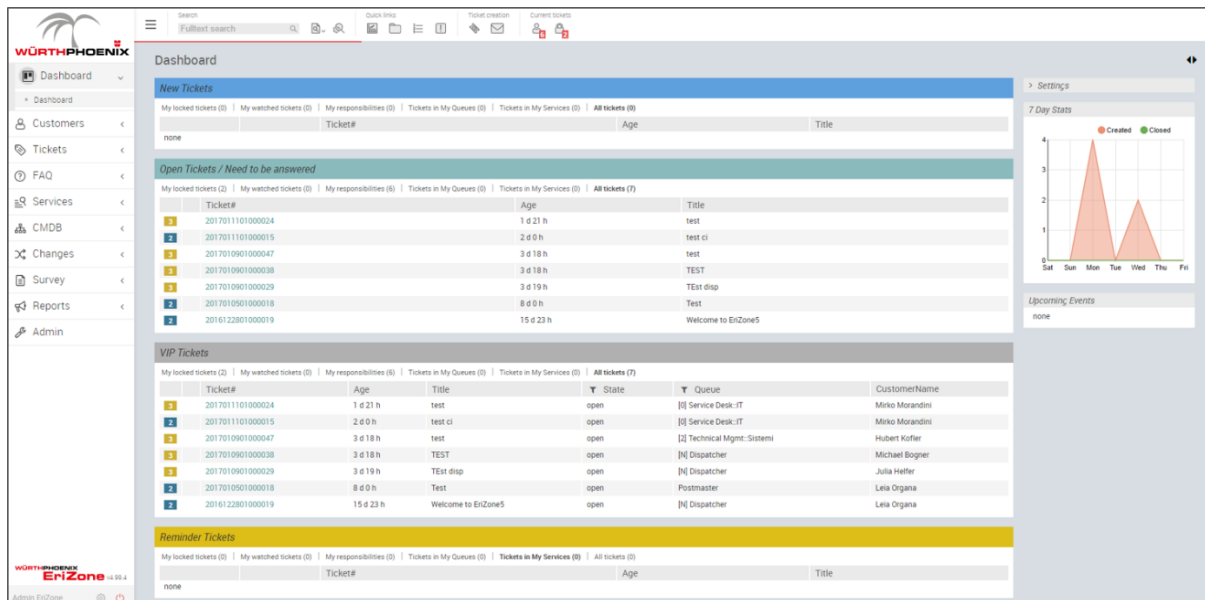 Search
Quick links
Ticket creation
Current tickets
Fulltext search
6
2
WÜRTHPHOENIX
Dashboard
Dashboard
Customers
Tickets
FAQ
Services
CMDB
Changes
Survey
Reports
Admin
WÜRTHPHOENIX
EriZone
Admin EriZone
Dashboard
New Tickets
My locked tickets (0) | My watched tickets (0) | My responsibilities (0) | Tickets in My Queues (0) | Tickets in My Services (0) | All tickets (0)
Ticket# Age Title
none
Open Tickets / Need to be answered
My locked tickets (2) | My watched tickets (0) | My responsibilities (6) | Tickets in My Queues (0) | Tickets in My Services (0) | All tickets (7)
Ticket# Age Title
3 2017011101000024 1 d 21 h test
2 2017011101000015 2 d 0 h test ci
3 2017010901000047 3 d 18 h test
3 2017010901000038 3 d 18 h TEST
3 2017010901000029 3 d 19 h TEst disp
2 2017010501000018 8 d 0 h Test
2 2016122801000019 15 d 23 h Welcome to EriZone5
VIP Tickets
My locked tickets (2) | My watched tickets (0) | My responsibilities (6) | Tickets in My Queues (0) | Tickets in My Services (0) | All tickets (7)
Ticket# Age Title State Queue CustomerName
3 2017011101000024 1 d 21 h test open [0] Service Desk::IT Mirko Morandini
2 2017011101000015 2 d 0 h test ci open [0] Service Desk::IT Mirko Morandini
3 2017010901000047 3 d 18 h test open [2] Technical Mgmt::Sistemi Hubert Kofler
3 2017010901000038 3 d 18 h TEST open [N] Dispatcher Michael Bogner
3 2017010901000029 3 d 19 h TEst disp open [N] Dispatcher Julia Helfer
2 2017010501000018 8 d 0 h Test open Postmaster Leia Organa
2 2016122801000019 15 d 23 h Welcome to EriZone5 open [N] Dispatcher Leia Organa
Reminder Tickets
My locked tickets (0) | My watched tickets (0) | My responsibilities (0) | Tickets in My Queues (0) | Tickets in My Services (0) | All tickets (0)
Ticket# Age Title
none
Settings
7 Day Stats
Created Closed
4
3
2
1
0
Sat Sun Mon Tue Wed Thu Fri
Upcoming Events
none